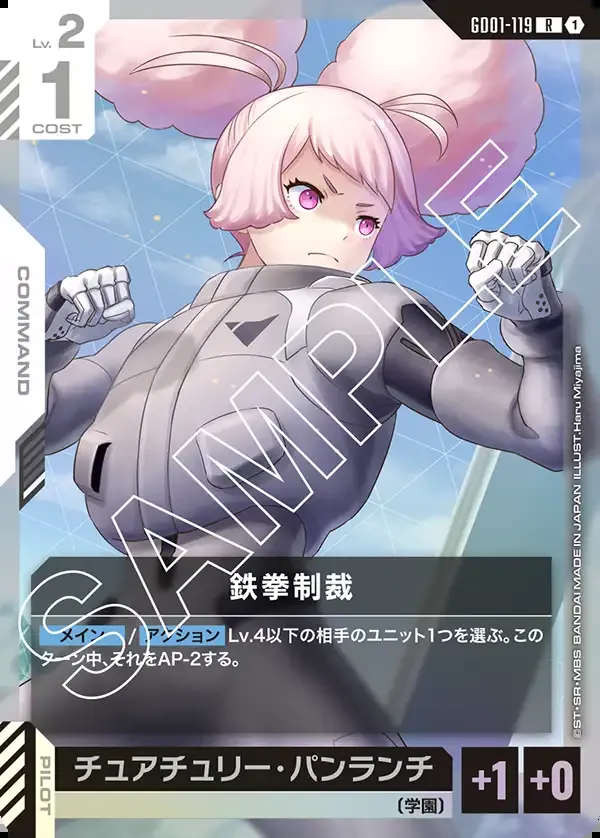 Lv. 2
1
COST
GD01-119 R 1
COMMAND
SAMPLE
鉄拳制裁
メイン / アクション Lv.4以下の相手のユニット1つを選ぶ。この
ターン中、それをAP-2する。
PILOT
チュアチュリー・パンランチ
〔学園〕
+1 +0
©ST・SR・MBS BANDAI MADE IN JAPAN ILLUST.Haru Miyajima